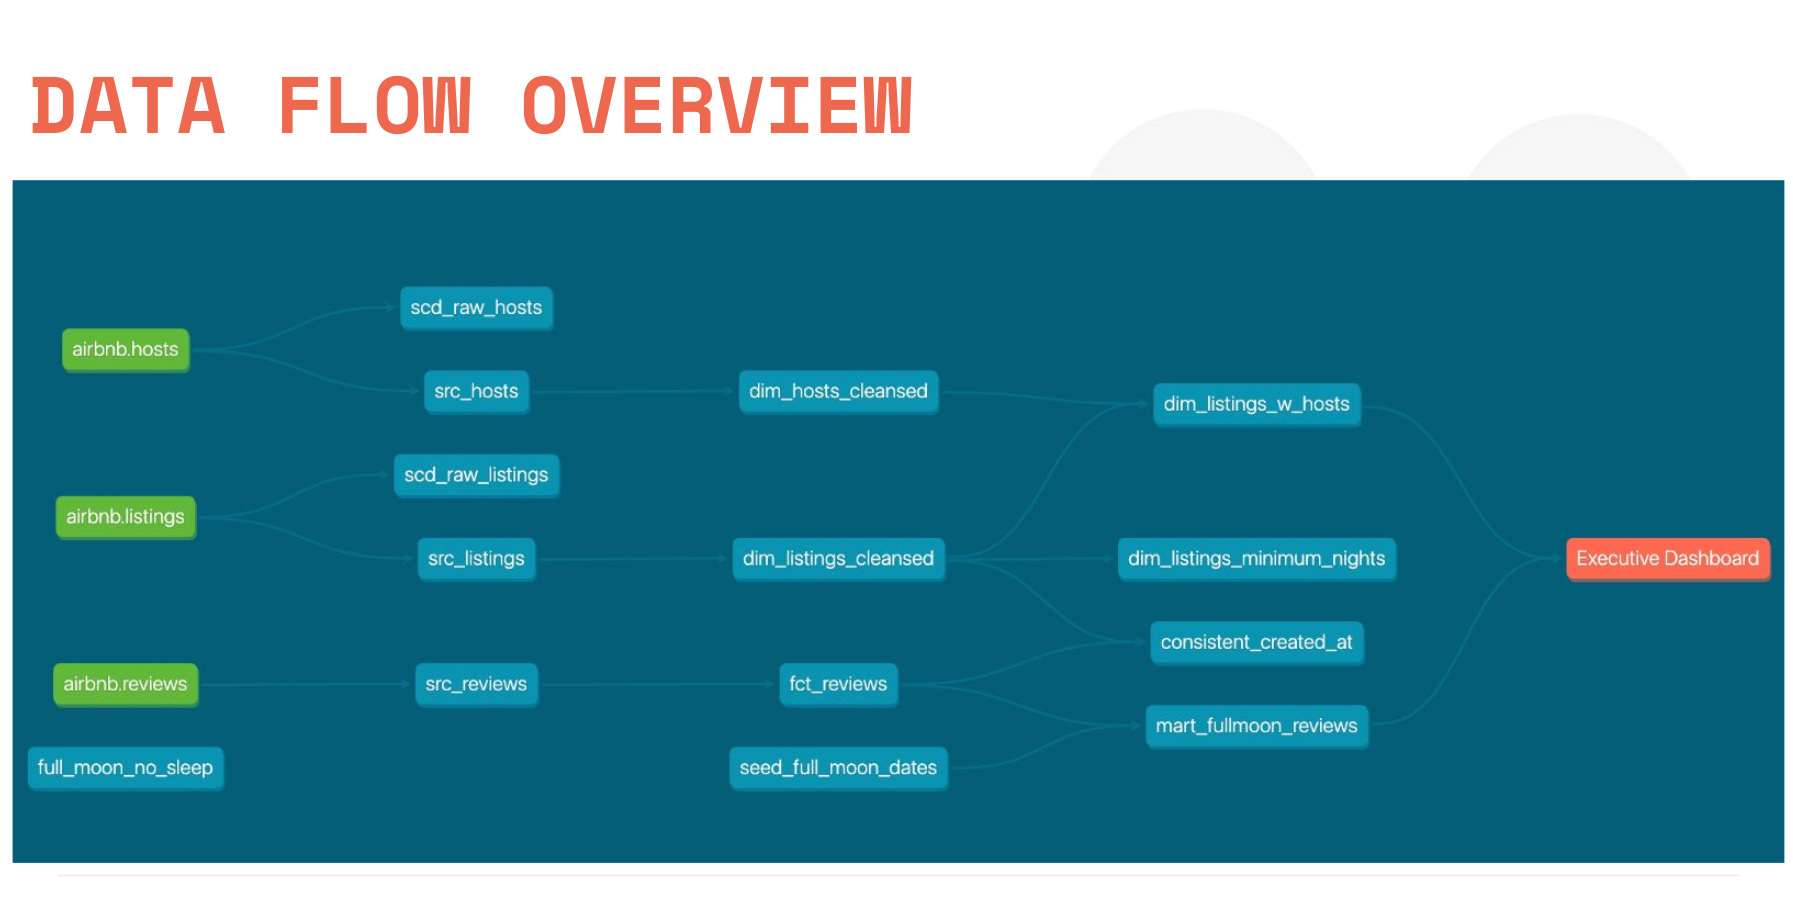 DATA FLOW OVERVIEW
scd_raw_hosts
airbnb.hosts
src_hosts
dim_hosts_cleansed
dim_listings_w_hosts
scd_raw_listings
airbnb.listings
src_listings
dim_listings_cleansed
dim_listings_minimum_nights
Executive Dashboard
consistent_created_at
airbnb.reviews
src_reviews
fct_reviews
mart_fullmoon_reviews
full_moon_no_sleep
seed_full_moon_dates